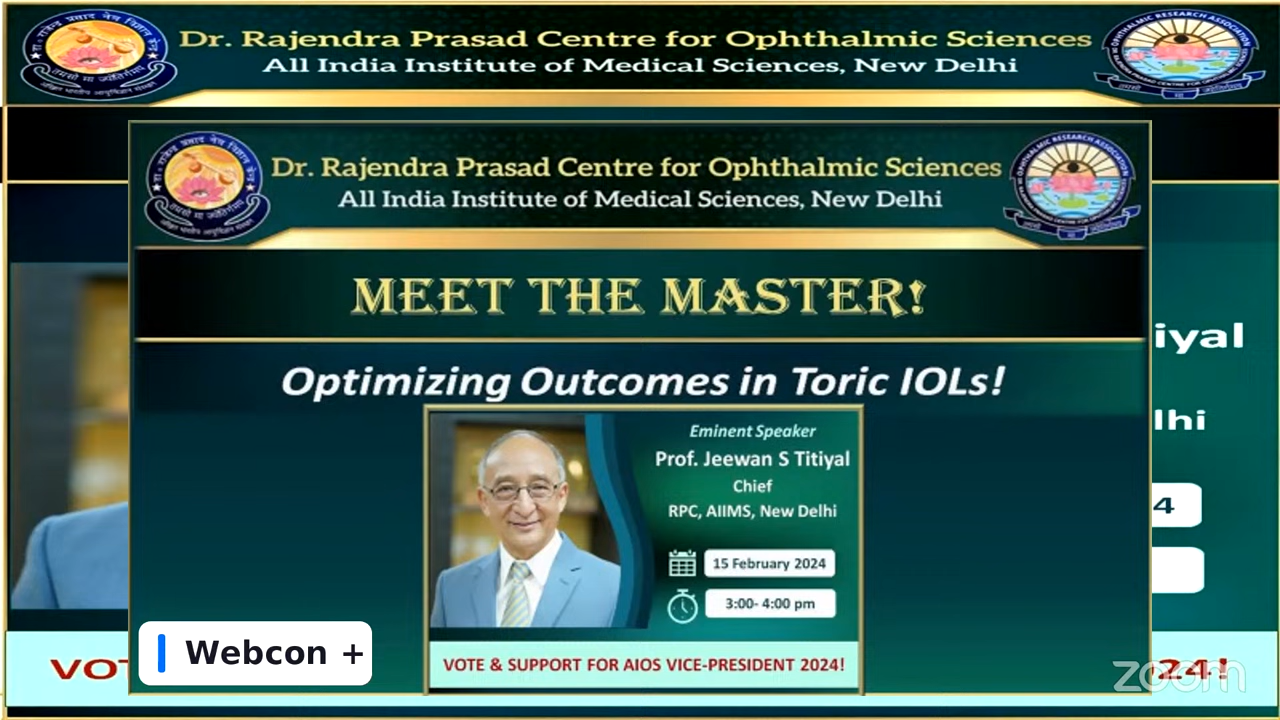 Dr. Rajendra Prasad Centre for Ophthalmic Sciences
All India Institute of Medical Sciences, New Delhi
Dr. Rajendra Prasad Centre for Ophthalmic Sciences
All India Institute of Medical Sciences, New Delhi
MEET THE MASTER!
Optimizing Outcomes in Toric IOLs!
Eminent Speaker
Prof. Jeewan S Titiyal
Chief
RPC, AIIMS, New Delhi
15 February 2024
3:00- 4:00 pm
VOTE & SUPPORT FOR AIOS VICE-PRESIDENT 2024!
iyal
lhi
4
Webcon +
VOT
024!
zoom